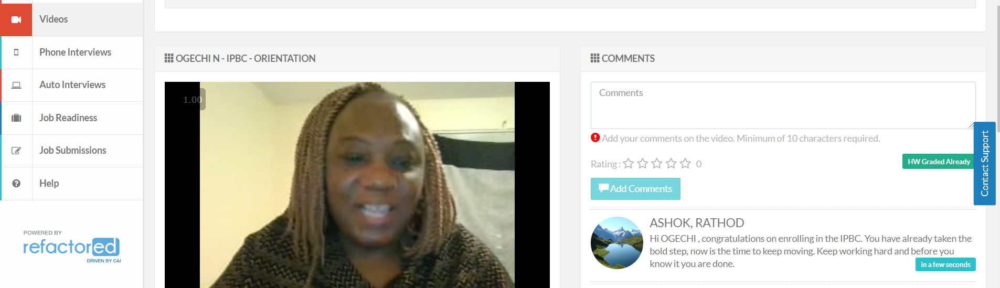 Videos
Phone Interviews
Auto Interviews
Job Readiness
Job Submissions
Help
POWERED BY
refactored
DRIVEN BY CAI
OGECHI N - IPBC - ORIENTATION
1.00
COMMENTS
Comments
Add your comments on the video. Minimum of 10 characters required.
Rating : 0
HW Graded Already
Add Comments
Contact Support
ASHOK, RATHOD
Hi OGECHI , congratulations on enrolling in the IPBC. You have already taken the
bold step, now is the time to keep moving. Keep working hard and before you
know it you are done.
in a few seconds